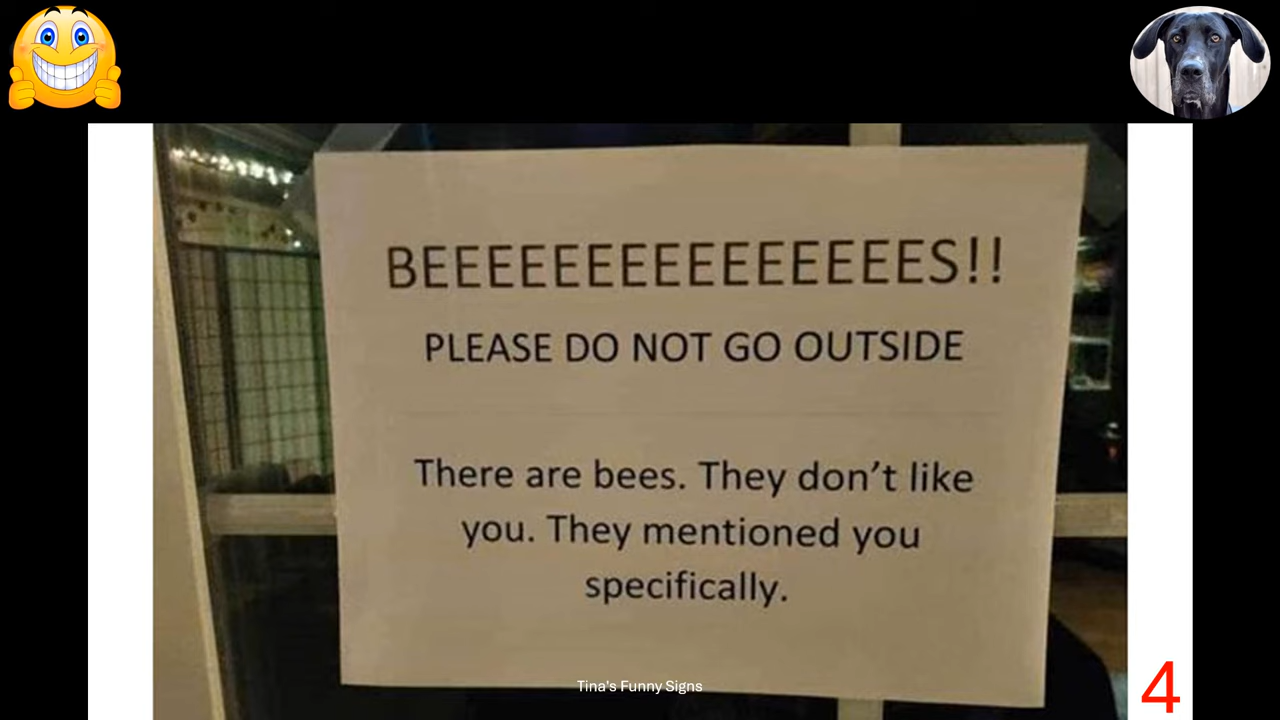 BEEEEEEEEEEEEEEES!!
PLEASE DO NOT GO OUTSIDE
There are bees. They don't like
you. They mentioned you
specifically.
Tina's Funny Signs
4